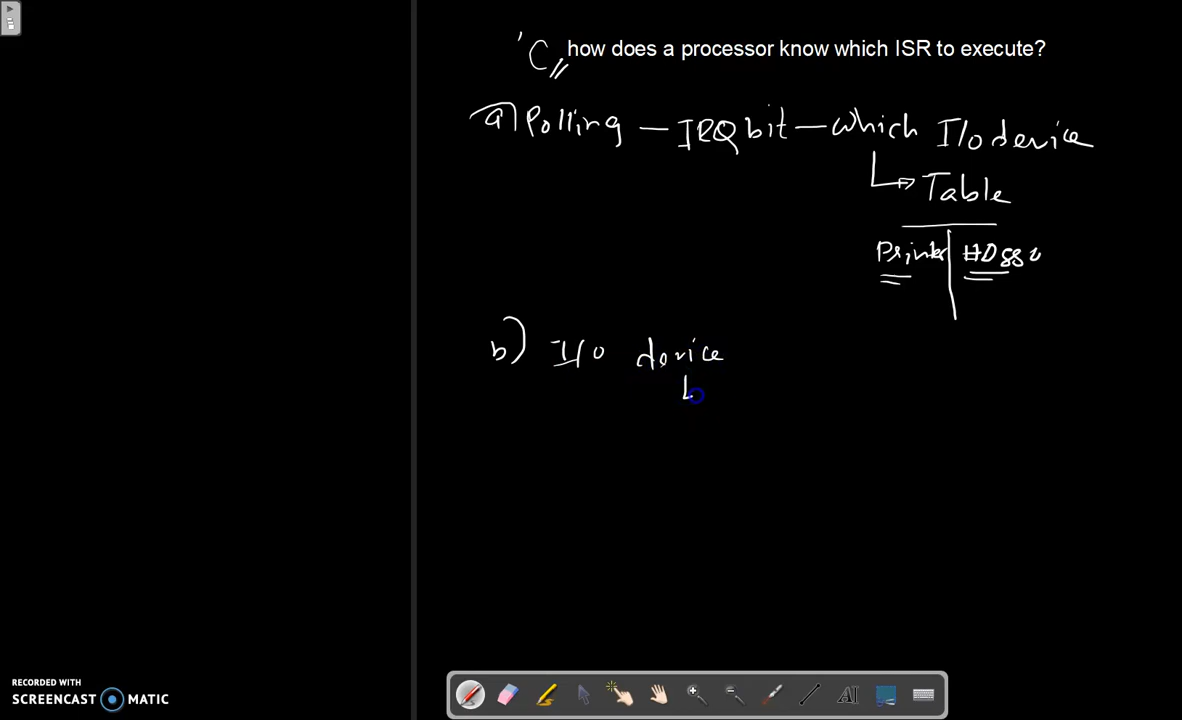 'C how does a processor know which ISR to execute?
a) Polling — IRQ bit — which I/o device
Table
Printer
b) I/o device
RECORDED WITH
SCREENCAST MATIC
AI